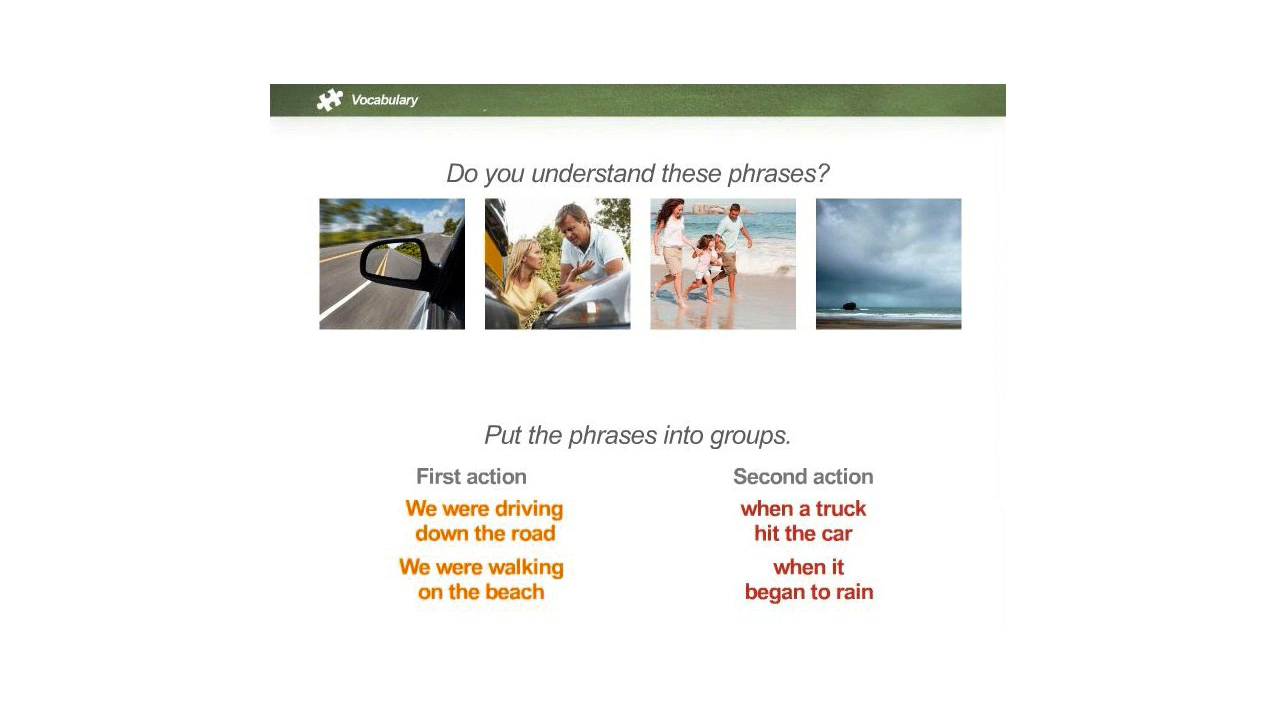 Vocabulary
Do you understand these phrases?
Put the phrases into groups.
First action
Second action
We were driving
down the road
when a truck
hit the car
We were walking
on the beach
when it
began to rain